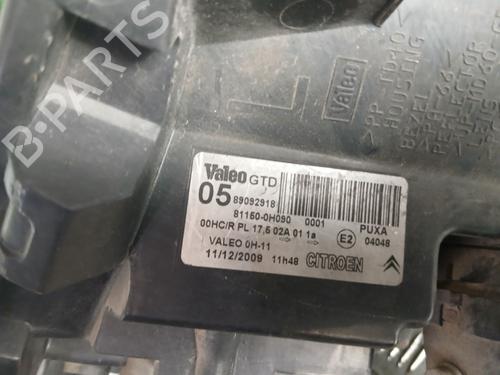 Valeo GTD
05 89092918
81150-0H090 0001
00HC/R PL 17,5 02A 01 1a E2 PUXA 04048
VALEO 0H-11
11/12/2009 11h48 CITROEN
L
Valeo
HOUSING
BEZEL
REFLECTOR
B-Parts